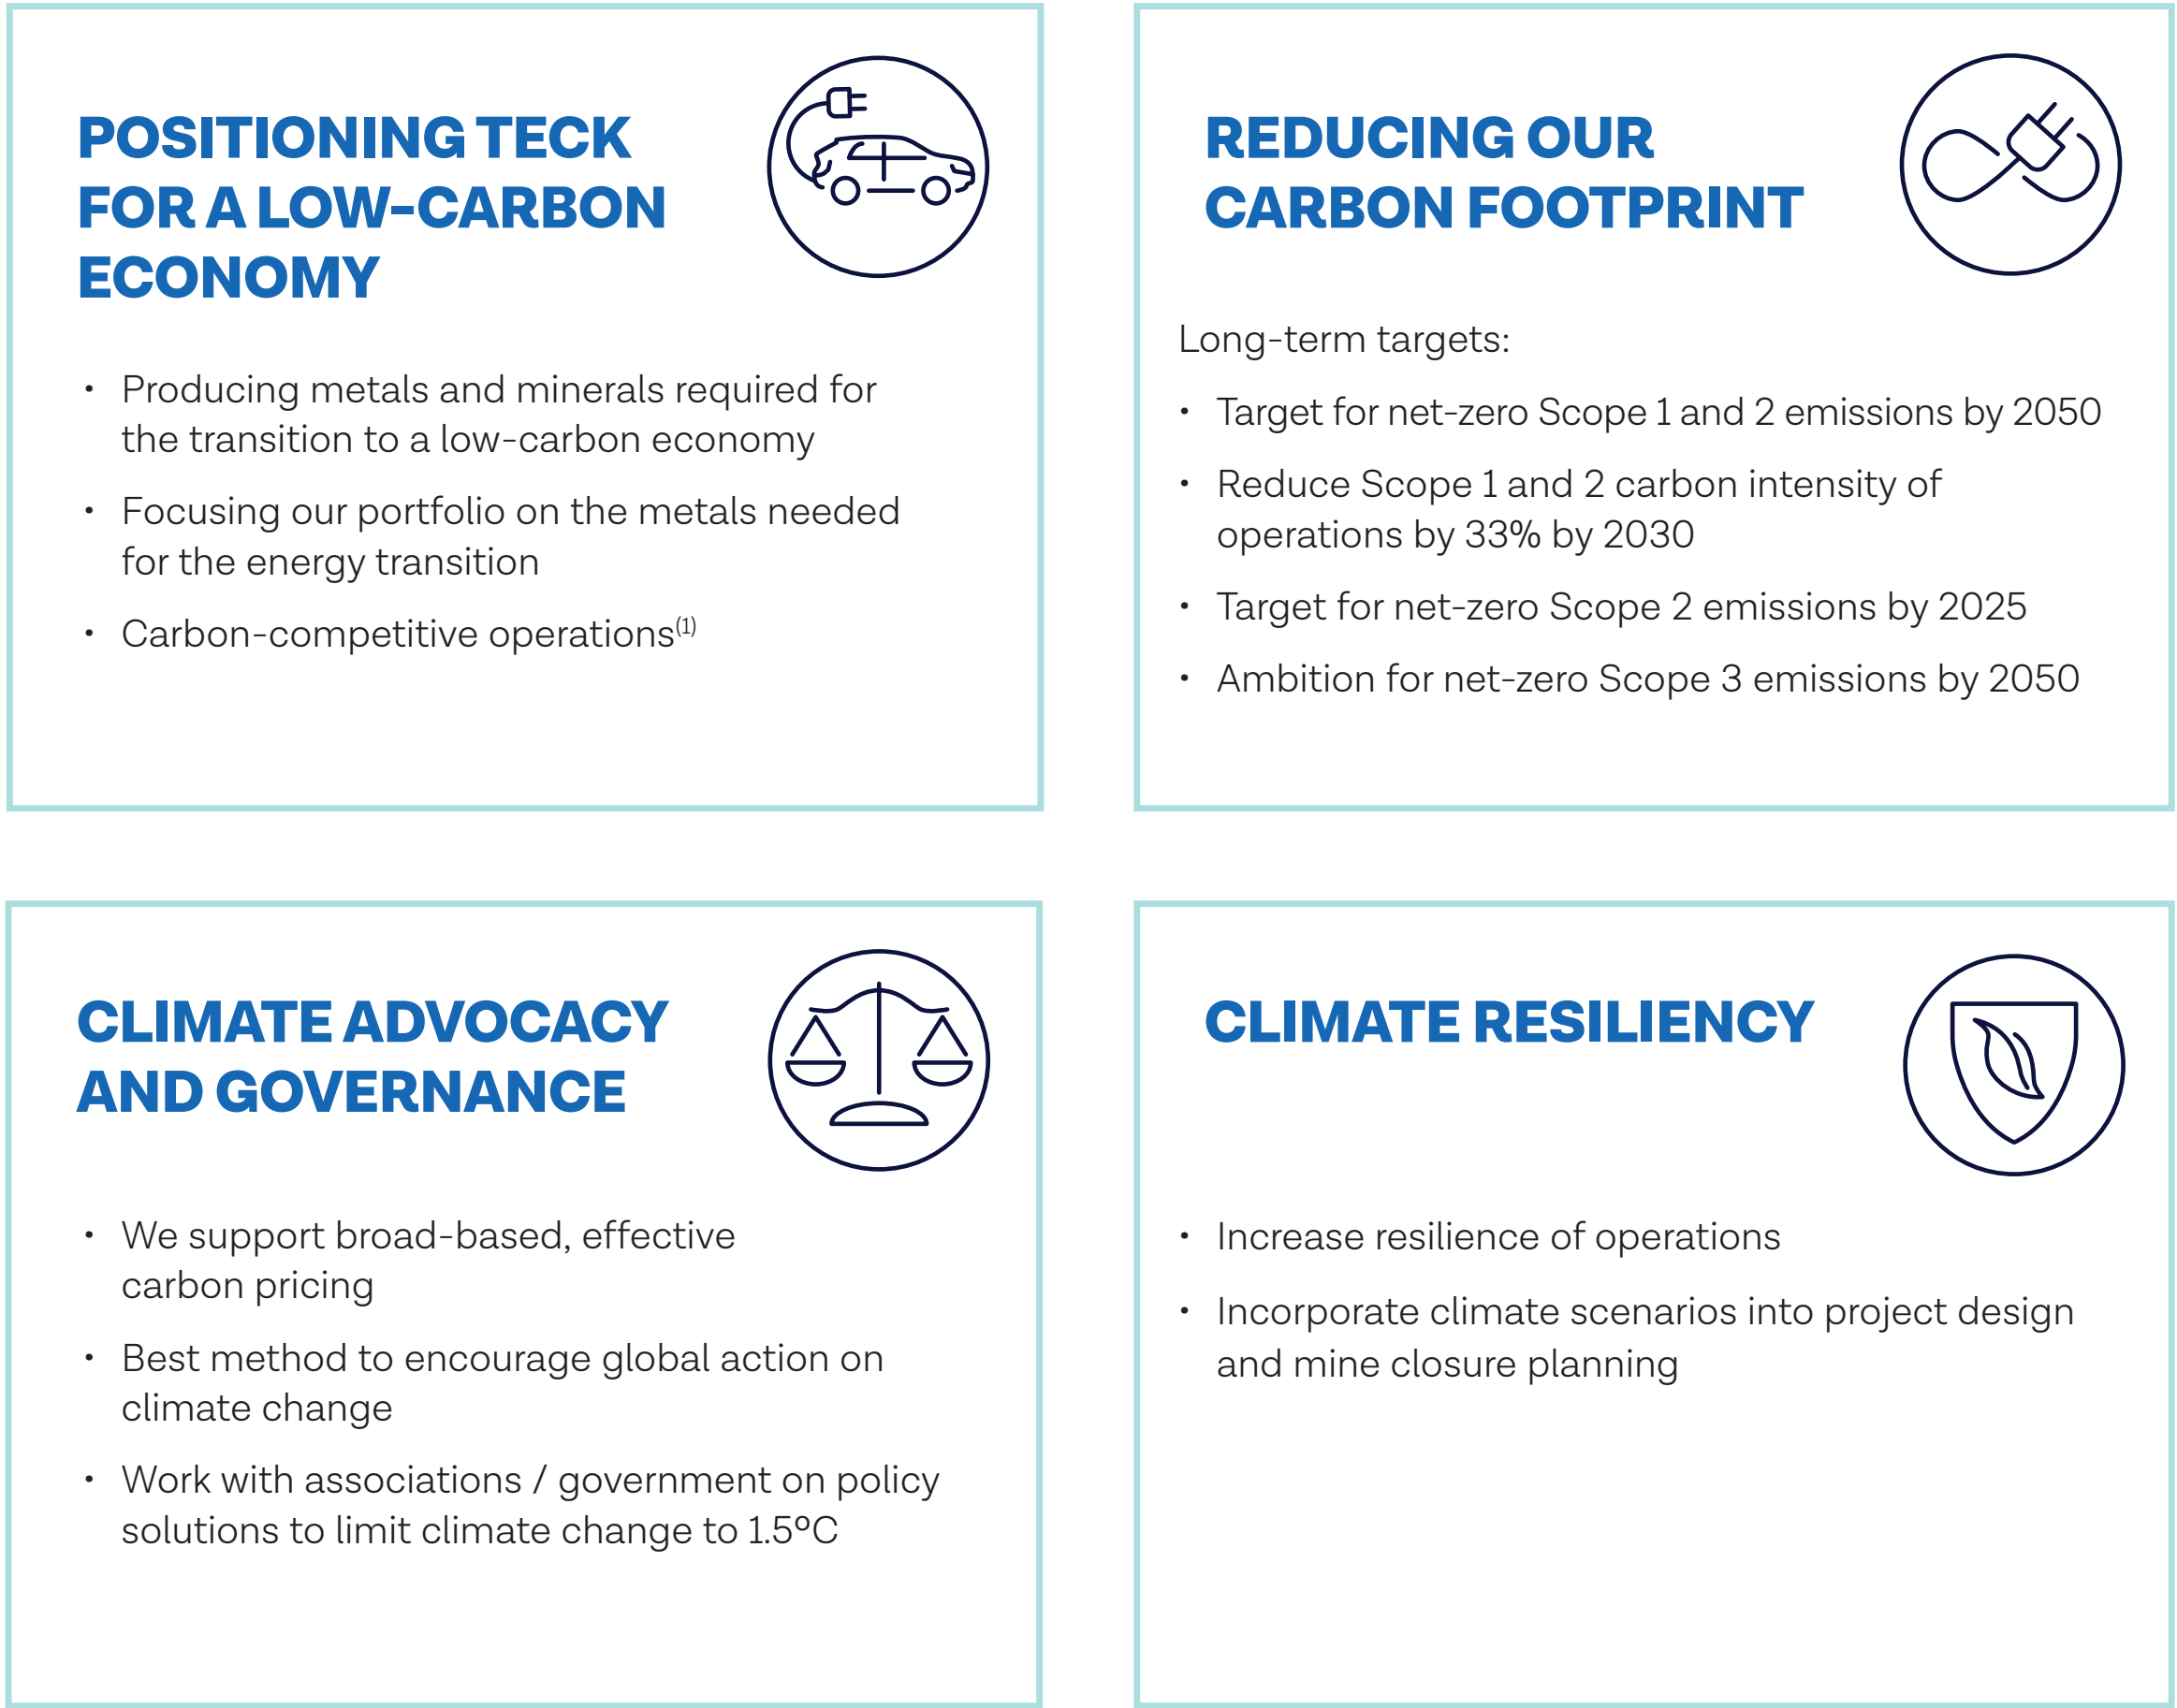 POSITIONING TECK
FOR A LOW-CARBON
ECONOMY
• Producing metals and minerals required for
the transition to a low-carbon economy
• Focusing our portfolio on the metals needed
for the energy transition
• Carbon-competitive operations(1)
REDUCING OUR
CARBON FOOTPRINT
Long-term targets:
• Target for net-zero Scope 1 and 2 emissions by 2050
• Reduce Scope 1 and 2 carbon intensity of
operations by 33% by 2030
• Target for net-zero Scope 2 emissions by 2025
• Ambition for net-zero Scope 3 emissions by 2050
CLIMATE ADVOCACY
AND GOVERNANCE
• We support broad-based, effective
carbon pricing
• Best method to encourage global action on
climate change
• Work with associations / government on policy
solutions to limit climate change to 1.5°C
CLIMATE RESILIENCY
• Increase resilience of operations
• Incorporate climate scenarios into project design
and mine closure planning